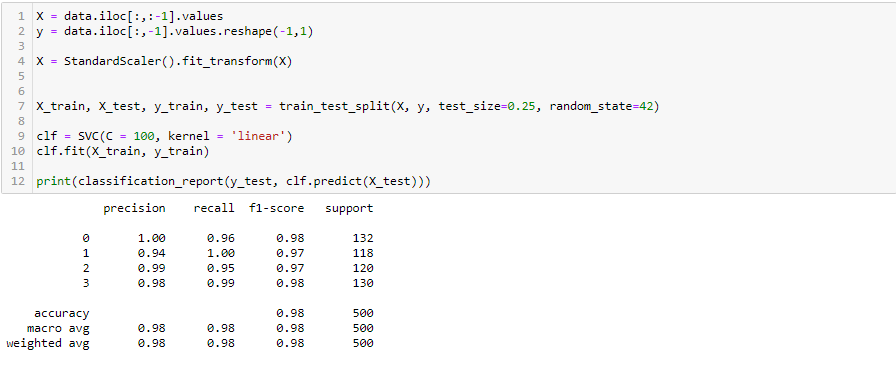 1 X = data.iloc[:,:-1].values
2 y = data.iloc[:,-1].values.reshape(-1,1)
3
4 X = StandardScaler().fit_transform(X)
5
6
7 X_train, X_test, y_train, y_test = train_test_split(X, y, test_size=0.25, random_state=42)
8
9 clf = SVC(C = 100, kernel = 'linear')
10 clf.fit(X_train, y_train)
11
12 print(classification_report(y_test, clf.predict(X_test)))
precision recall f1-score support
0 1.00 0.96 0.98 132
1 0.94 1.00 0.97 118
2 0.99 0.95 0.97 120
3 0.98 0.99 0.98 130
accuracy 0.98 500
macro avg 0.98 0.98 0.98 500
weighted avg 0.98 0.98 0.98 500